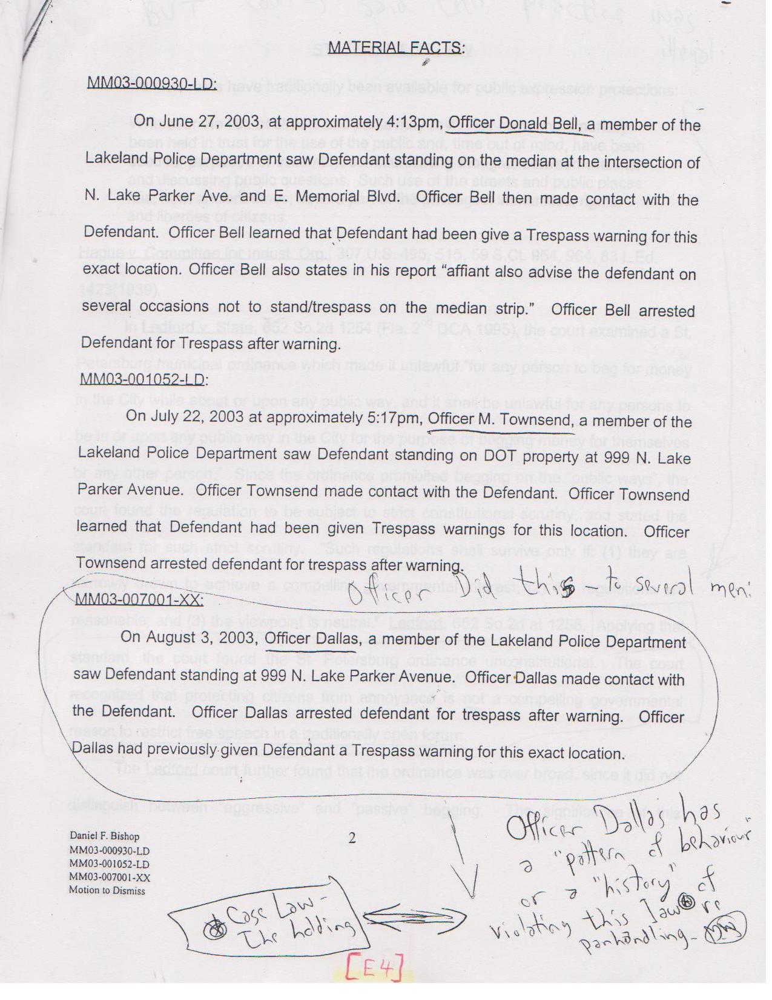 MATERIAL FACTS:
MM03-000930-LD:
On June 27, 2003, at approximately 4:13pm, Officer Donald Bell, a member of the
Lakeland Police Department saw Defendant standing on the median at the intersection of
N. Lake Parker Ave. and E. Memorial Blvd. Officer Bell then made contact with the
Defendant. Officer Bell learned that Defendant had been give a Trespass warning for this
exact location. Officer Bell also states in his report “affiant also advise the defendant on
several occasions not to stand/trespass on the median strip.” Officer Bell arrested
Defendant for Trespass after warning.
MM03-001052-LD:
On July 22, 2003 at approximately 5:17pm, Officer M. Townsend, a member of the
Lakeland Police Department saw Defendant standing on DOT property at 999 N. Lake
Parker Avenue. Officer Townsend made contact with the Defendant. Officer Townsend
learned that Defendant had been given Trespass warnings for this location. Officer
Townsend arrested defendant for trespass after warning.
Officer Did this to several men:
MM03-007001-XX:
On August 3, 2003, Officer Dallas, a member of the Lakeland Police Department
saw Defendant standing at 999 N. Lake Parker Avenue. Officer Dallas made contact with
the Defendant. Officer Dallas arrested defendant for trespass after warning. Officer
Dallas had previously given Defendant a Trespass warning for this exact location.
Officer Dallas has
a "pattern of behaviour"
or a "history" of
violating this law re
panhandling-
Daniel F. Bishop
MM03-000930-LD
MM03-001052-LD
MM03-007001-XX
Motion to Dismiss
2
Case Law-
The holding
[E4]